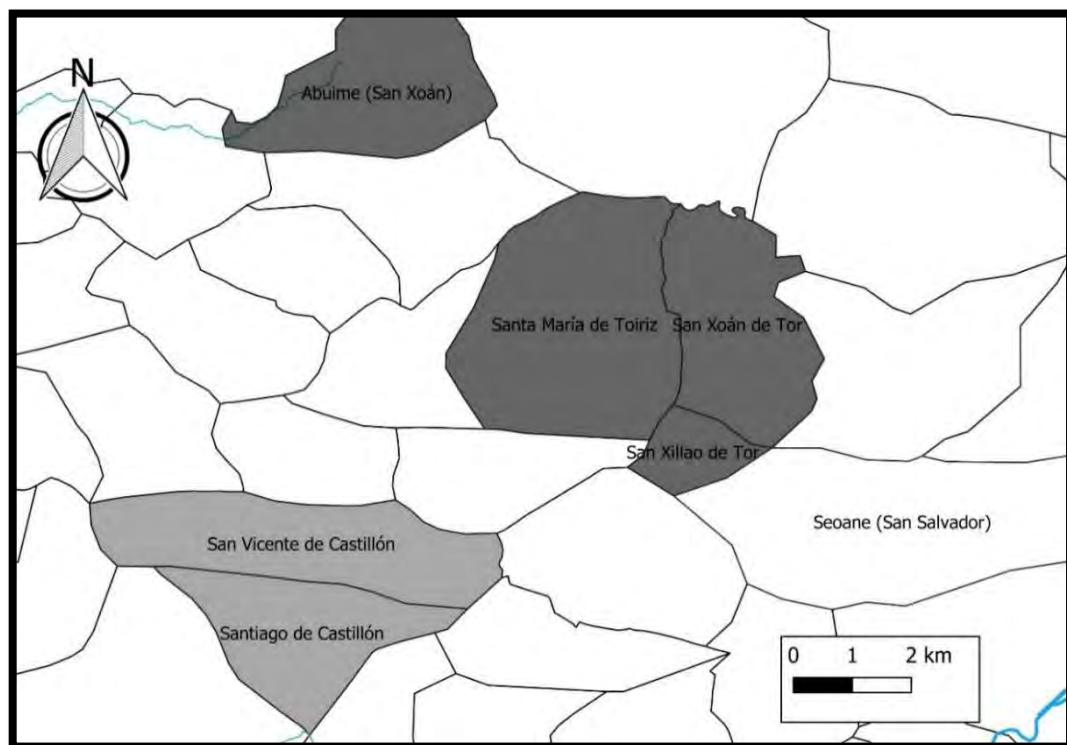 N
Abuime (San Xoán)
Santa María de Toiriz
San Xoán de Tor
San Xillao de Tor
Seoane (San Salvador)
San Vicente de Castillón
Santiago de Castillón
0 1 2 km